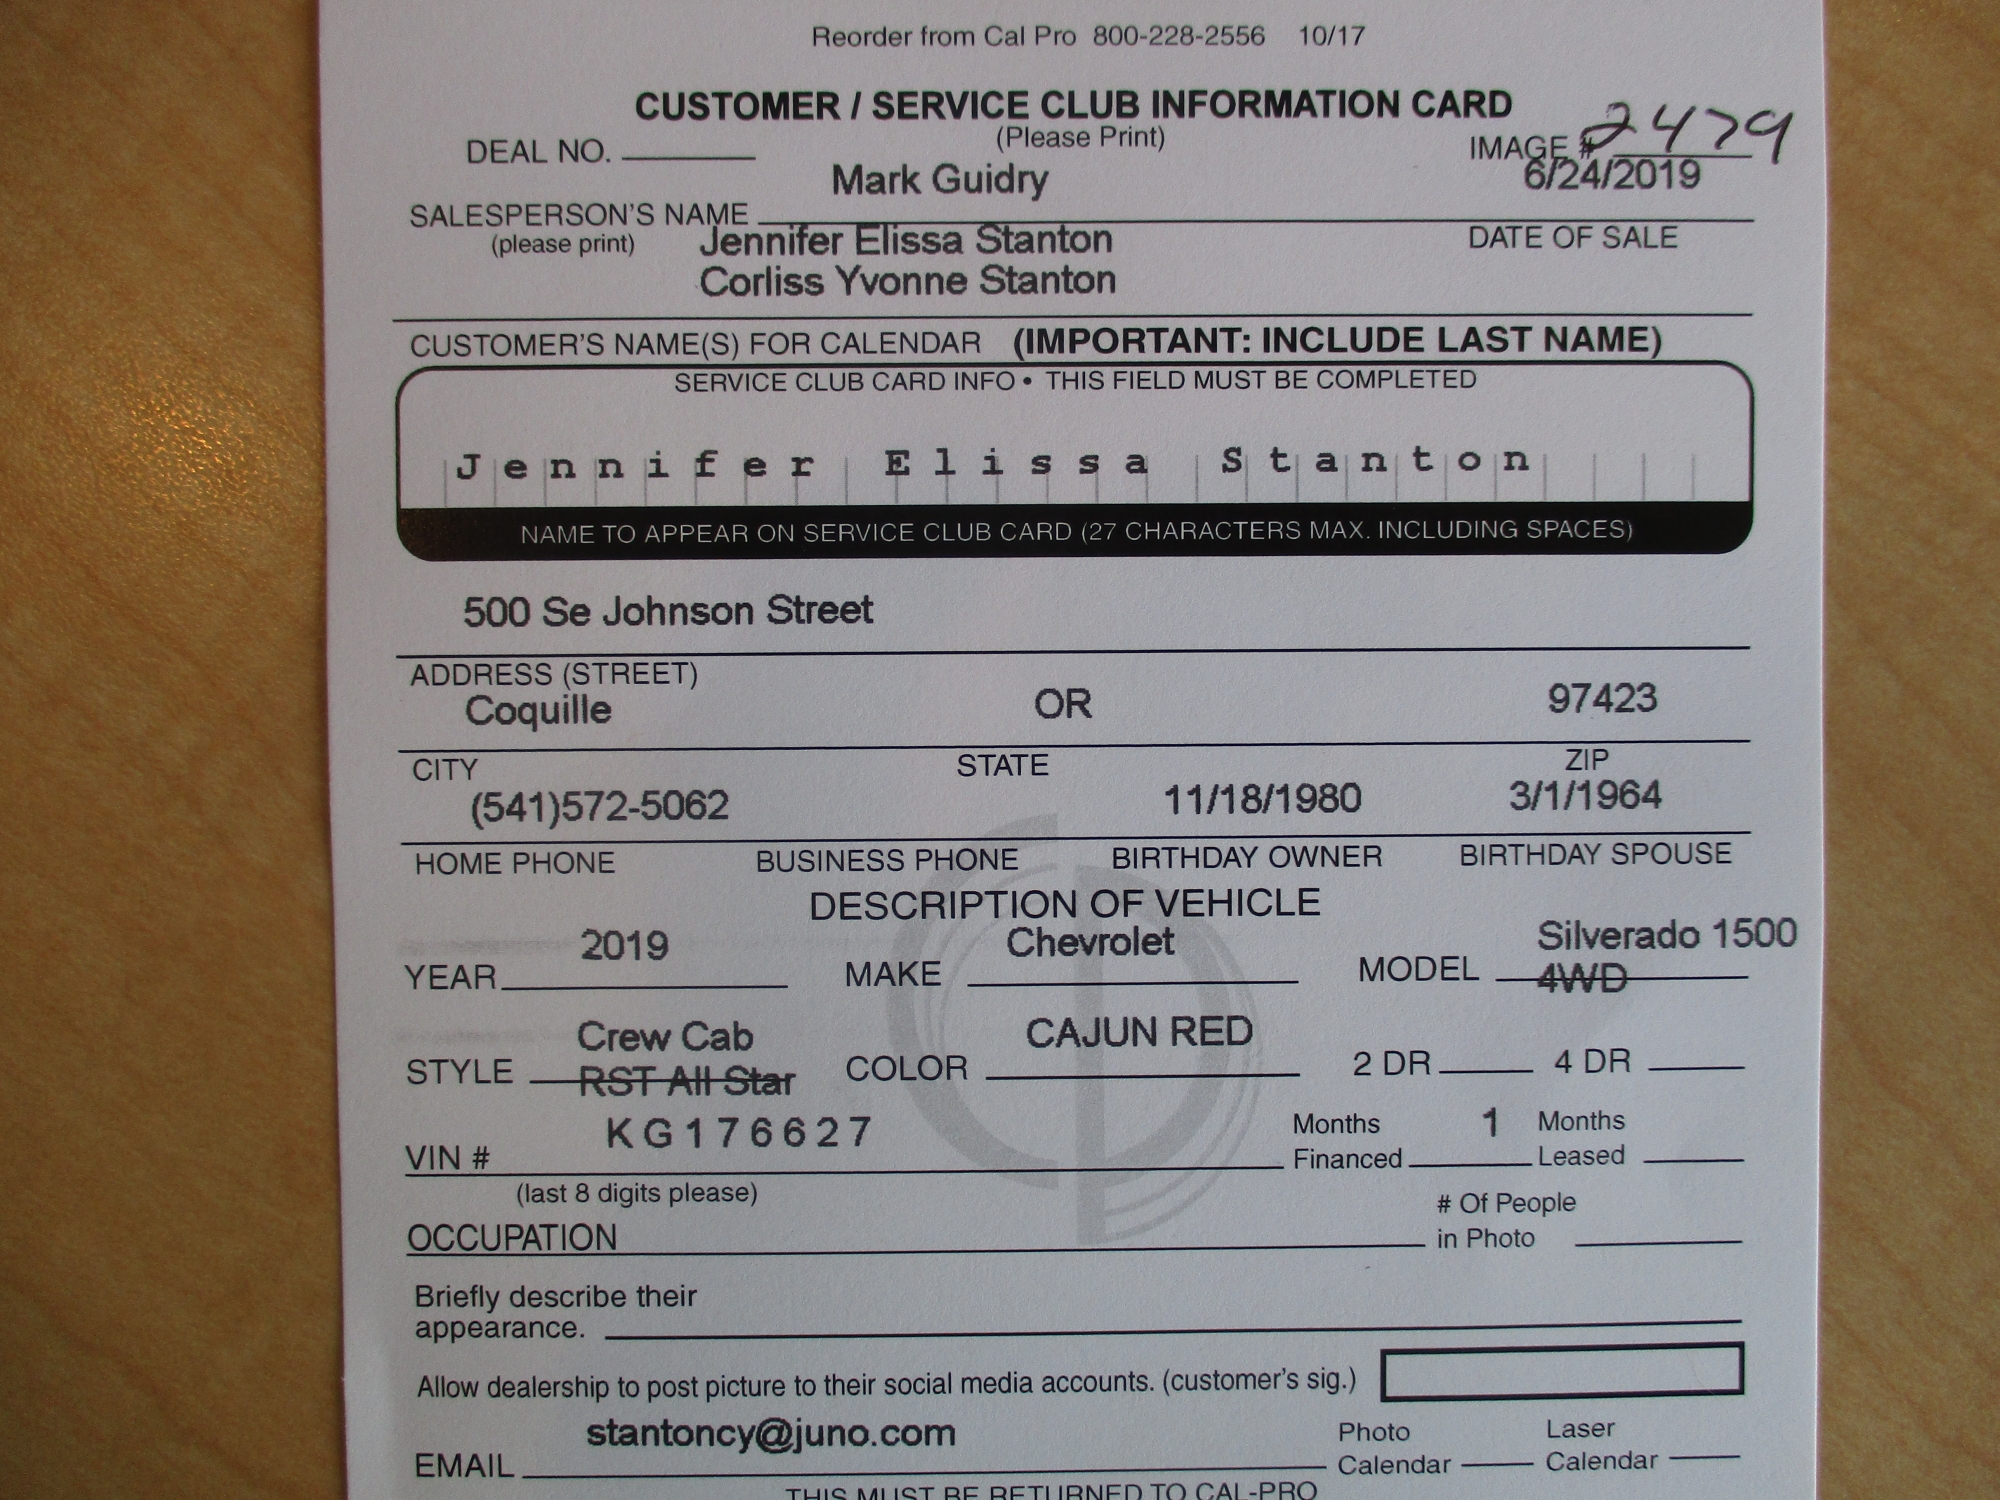 Reorder from Cal Pro 800-228-2556 10/17
CUSTOMER / SERVICE CLUB INFORMATION CARD
(Please Print)
DEAL NO. IMAGE # 2479
Mark Guidry 6/24/2019
SALESPERSON'S NAME
(please print) Jennifer Elissa Stanton DATE OF SALE
Corliss Yvonne Stanton
CUSTOMER'S NAME(S) FOR CALENDAR (IMPORTANT: INCLUDE LAST NAME)
SERVICE CLUB CARD INFO • THIS FIELD MUST BE COMPLETED
Jennifer Elissa Stanton
NAME TO APPEAR ON SERVICE CLUB CARD (27 CHARACTERS MAX. INCLUDING SPACES)
500 Se Johnson Street
ADDRESS (STREET)
Coquille OR 97423
CITY STATE ZIP
(541)572-5062 11/18/1980 3/1/1964
HOME PHONE BUSINESS PHONE BIRTHDAY OWNER BIRTHDAY SPOUSE
DESCRIPTION OF VEHICLE
2019 Chevrolet Silverado 1500
YEAR MAKE MODEL 4WD
Crew Cab CAJUN RED
STYLE RST All Star COLOR 2 DR 4 DR
KG176627 Months 1 Months
VIN # Financed Leased
(last 8 digits please) # Of People
OCCUPATION in Photo
Briefly describe their
appearance.
Allow dealership to post picture to their social media accounts. (customer's sig.)
stantoncy@juno.com Photo Laser
EMAIL Calendar Calendar
THIS MUST BE RETURNED TO CAL-PRO